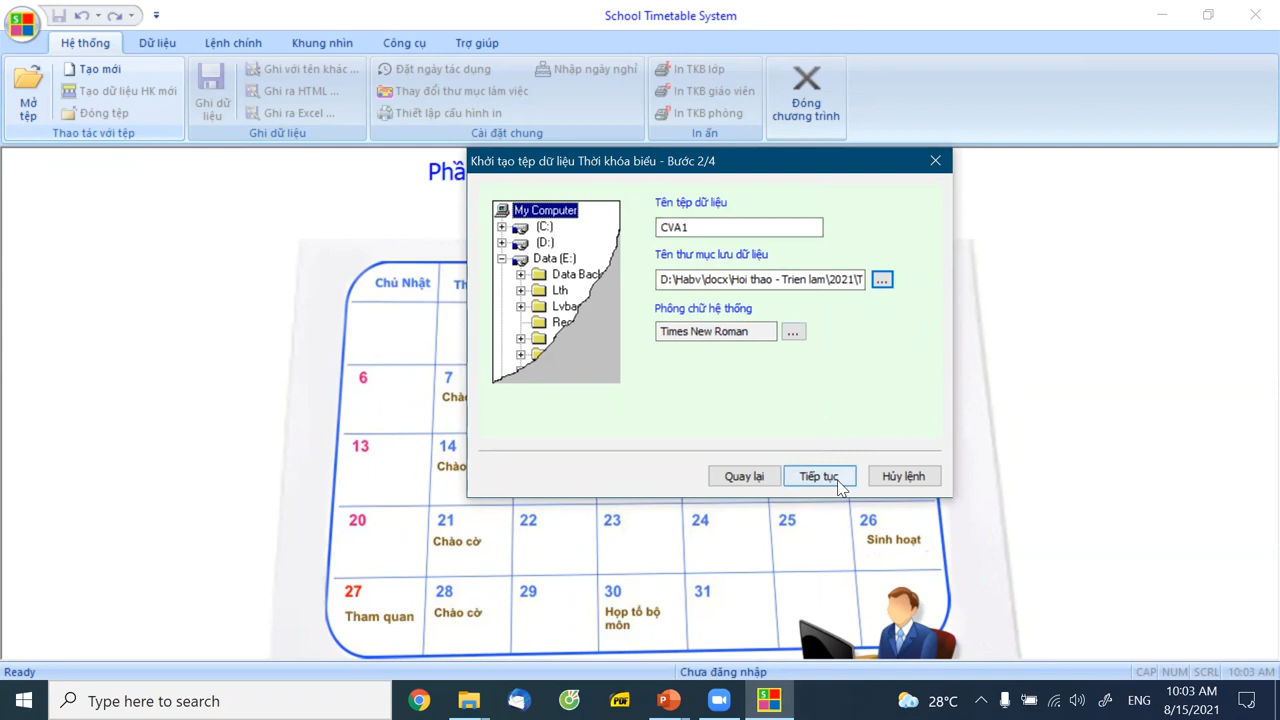 School Timetable System
Hệ thống
Dữ liệu
Lệnh chính
Khung nhìn
Công cụ
Trợ giúp
Mở tệp
Tạo mới
Tạo dữ liệu HK mới
Đóng tệp
Thao tác với tệp
Ghi dữ liệu
Ghi với tên khác ...
Ghi ra HTML ...
Ghi ra Excel ...
Ghi dữ liệu
Đặt ngày tác dụng
Thay đổi thư mục làm việc
Thiết lập cấu hình in
Nhập ngày nghỉ
Cài đặt chung
In TKB lớp
In TKB giáo viên
In TKB phòng
In ấn
Đóng chương trình
Phầ
Khởi tạo tệp dữ liệu Thời khóa biểu - Bước 2/4
My Computer
(C:)
(D:)
Data (E:)
Data Back
Lth
Lvba
Rec
Tên tệp dữ liệu
CVA1
Tên thư mục lưu dữ liệu
D:\Habv\docx\Hoi thao - Trien lam\2021\T
...
Phông chữ hệ thống
Times New Roman
...
Quay lại
Tiếp tục
Hủy lệnh
Chủ Nhật
Th
6
7
Chào
13
14
Chào
20
21
Chào cờ
22
23
24
25
26
Sinh hoạt
27
Tham quan
28
Chào cờ
29
30
Họp tổ bộ
môn
31
Ready
Chưa đăng nhập
CAP NUM SCRL 10:03 AM
Type here to search
PDF
28°C
ENG
10:03 AM
8/15/2021